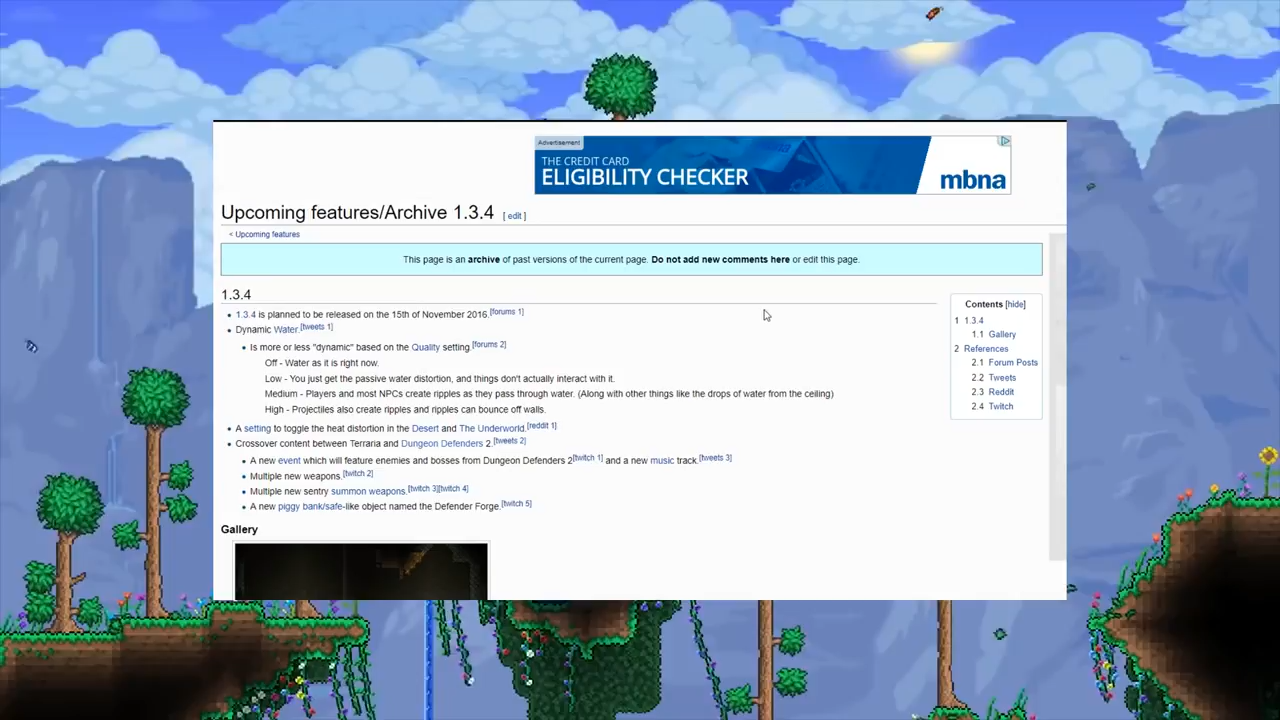 Advertisement
THE CREDIT CARD
ELIGIBILITY CHECKER
mbna
Upcoming features/Archive 1.3.4 [ edit ]
< Upcoming features
This page is an archive of past versions of the current page. Do not add new comments here or edit this page.
1.3.4
1.3.4 is planned to be released on the 15th of November 2016.[forums 1]
Dynamic Water.[tweets 1]
Is more or less "dynamic" based on the Quality setting.[forums 2]
Off - Water as it is right now.
Low - You just get the passive water distortion, and things don't actually interact with it.
Medium - Players and most NPCs create ripples as they pass through water. (Along with other things like the drops of water from the ceiling)
High - Projectiles also create ripples and ripples can bounce off walls.
A setting to toggle the heat distortion in the Desert and The Underworld.[reddit 1]
Crossover content between Terraria and Dungeon Defenders 2.[tweets 2]
A new event which will feature enemies and bosses from Dungeon Defenders 2[twitch 1] and a new music track.[tweets 3]
Multiple new weapons.[twitch 2]
Multiple new sentry summon weapons.[twitch 3][twitch 4]
A new piggy bank/safe-like object named the Defender Forge.[twitch 5]
Gallery
Contents [hide]
1 1.3.4
1.1 Gallery
2 References
2.1 Forum Posts
2.2 Tweets
2.3 Reddit
2.4 Twitch